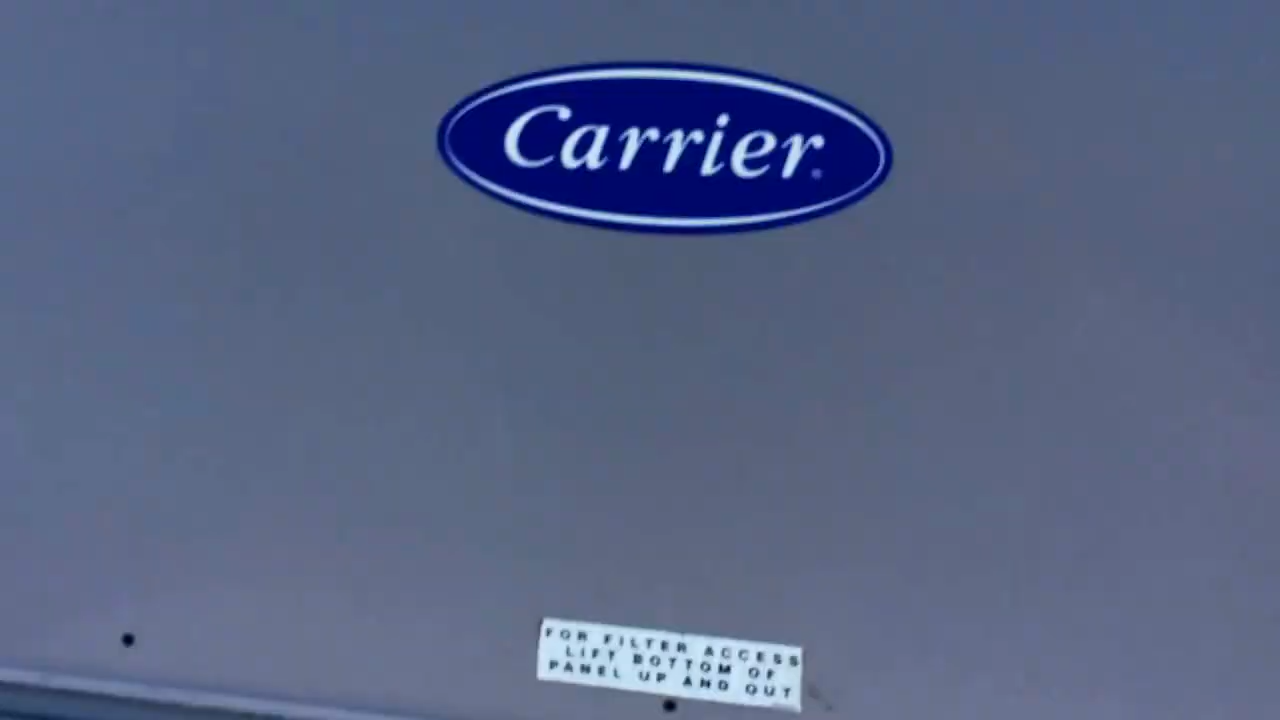 Carrier
FOR FILTER ACCESS
LIFT BOTTOM OF
PANEL UP AND OUT